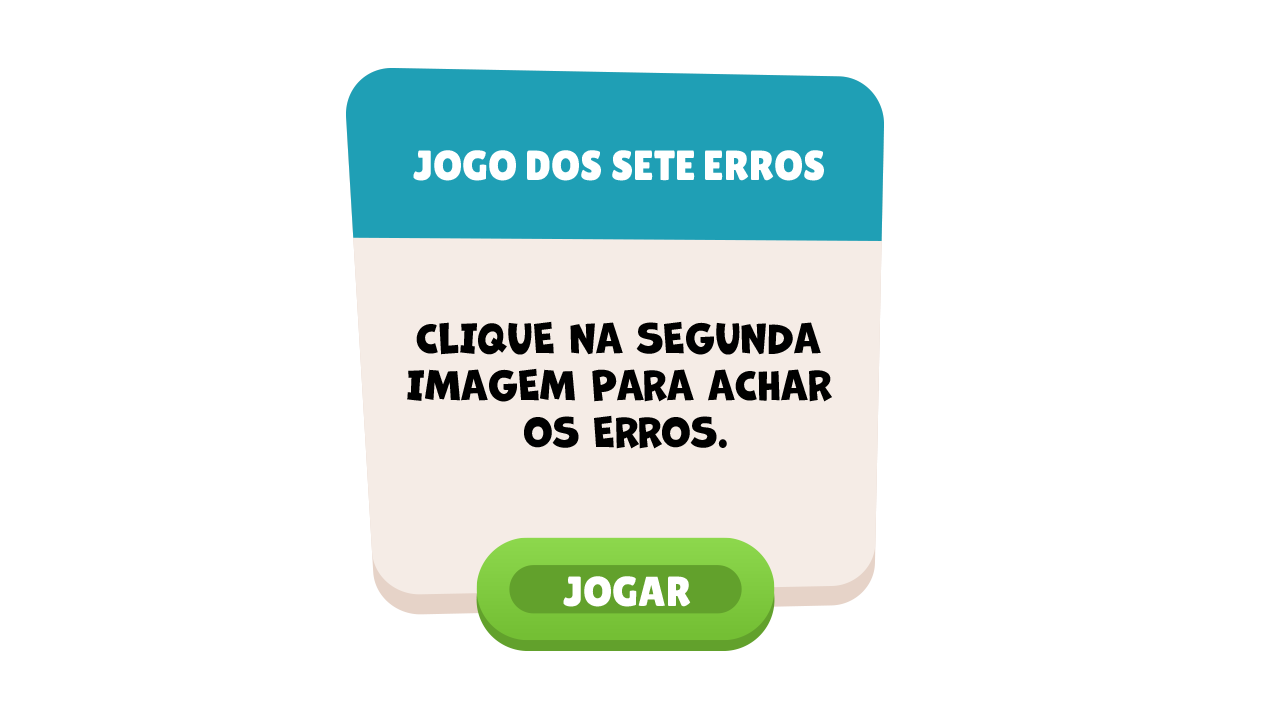 JOGO DOS SETE ERROS
CLIQUE NA SEGUNDA
IMAGEM PARA ACHAR
OS ERROS.
JOGAR